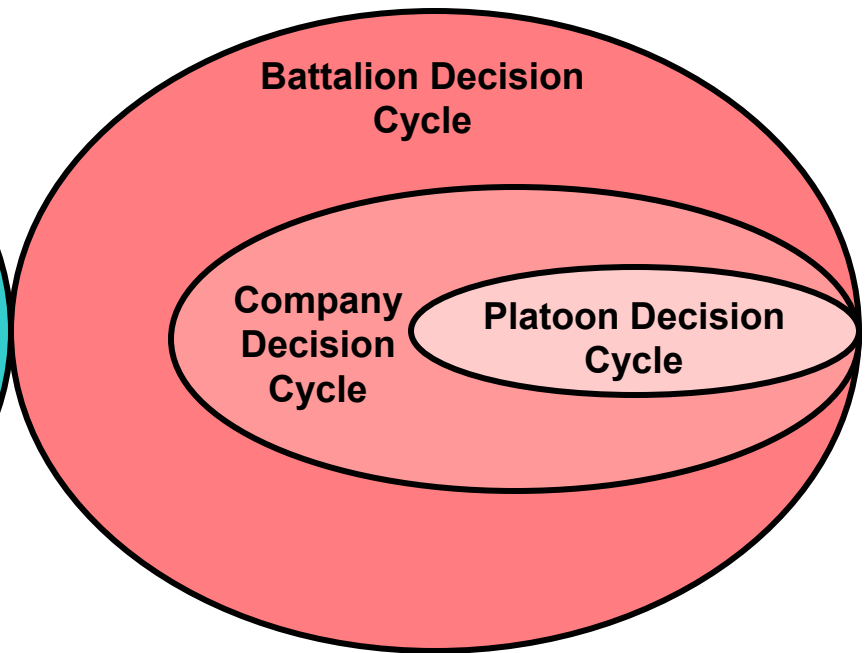 Battalion Decision
Cycle
Company
Decision
Cycle
Platoon Decision
Cycle